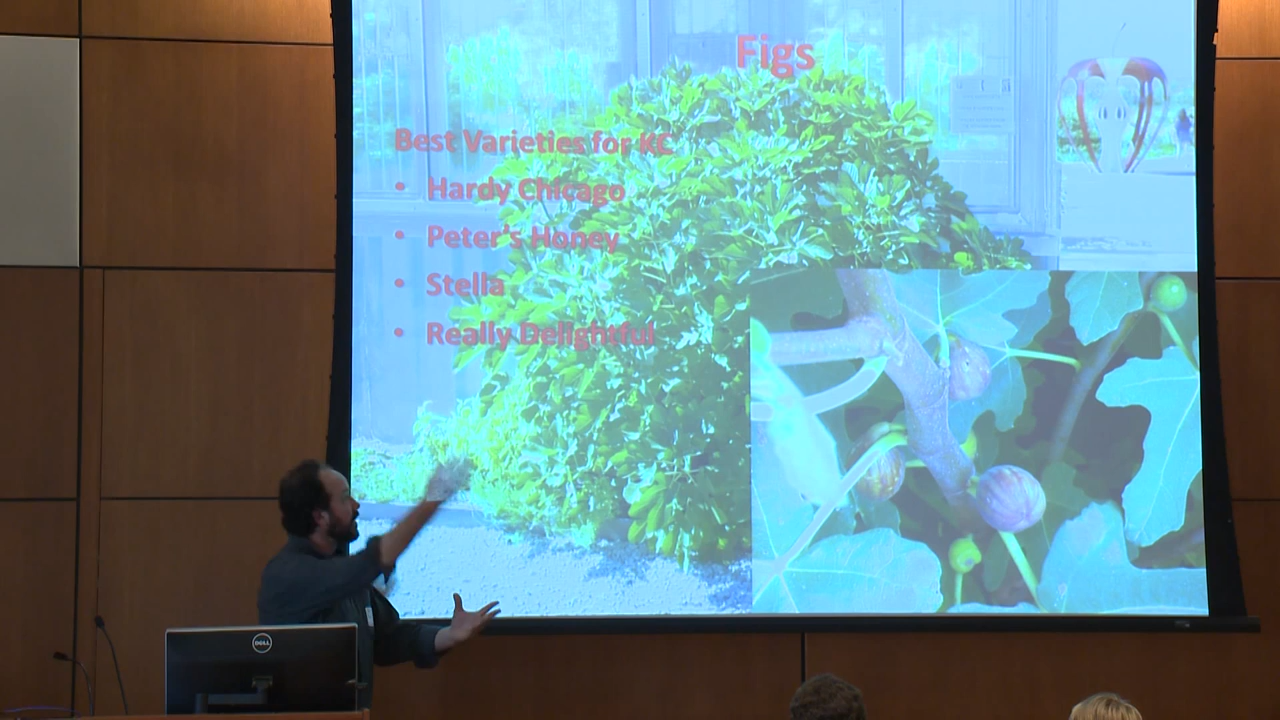 Figs
Best Varieties for KC
• Hardy Chicago
• Peter's Honey
• Stella
• Really Delightful
DELL